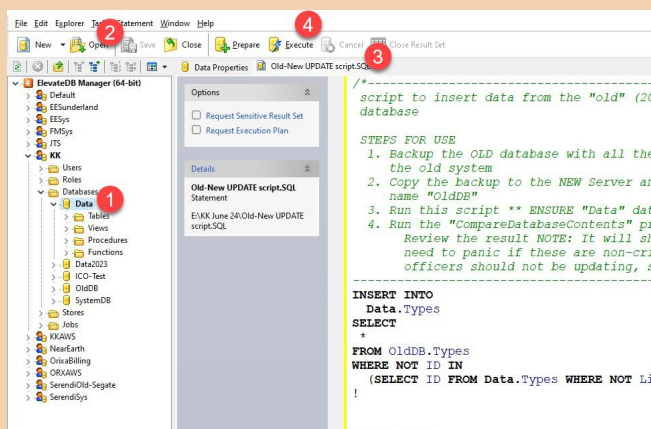 File Edit Explorer Statement Window Help
New Open Save Close Prepare Execute Cancel Close Result Set
2
4
3
Data Properties Old-New UPDATE script.SQL
ElevateDB Manager (64-bit)
Default
EESunderland
EESys
FMSys
JTS
KK
Users
Roles
Databases
Data
1
Tables
Views
Procedures
Functions
Data2023
ICO-Test
OldDB
SystemDB
Stores
Jobs
KKAWS
NearEarth
OrixaBilling
ORXAWS
SerendiOld-Segate
SerendiSys
Options
Request Sensitive Result Set
Request Execution Plan
Details
Old-New UPDATE script.SQL
Statement
E:\KK June 24\Old-New UPDATE
script.SQL
/*----------------------------------------
script to insert data from the "old" (20
database
STEPS FOR USE
1. Backup the OLD database with all the
the old system
2. Copy the backup to the NEW Server an
name "OldDB"
3. Run this script ** ENSURE "Data" dat
4. Run the "CompareDatabaseContents" pr
Review the result NOTE: It will sh
need to panic if these are non-cri
officers should not be updating, s
----------------------------------------
INSERT INTO
Data.Types
SELECT
*
FROM OldDB.Types
WHERE NOT ID IN
(SELECT ID FROM Data.Types WHERE NOT Li
!